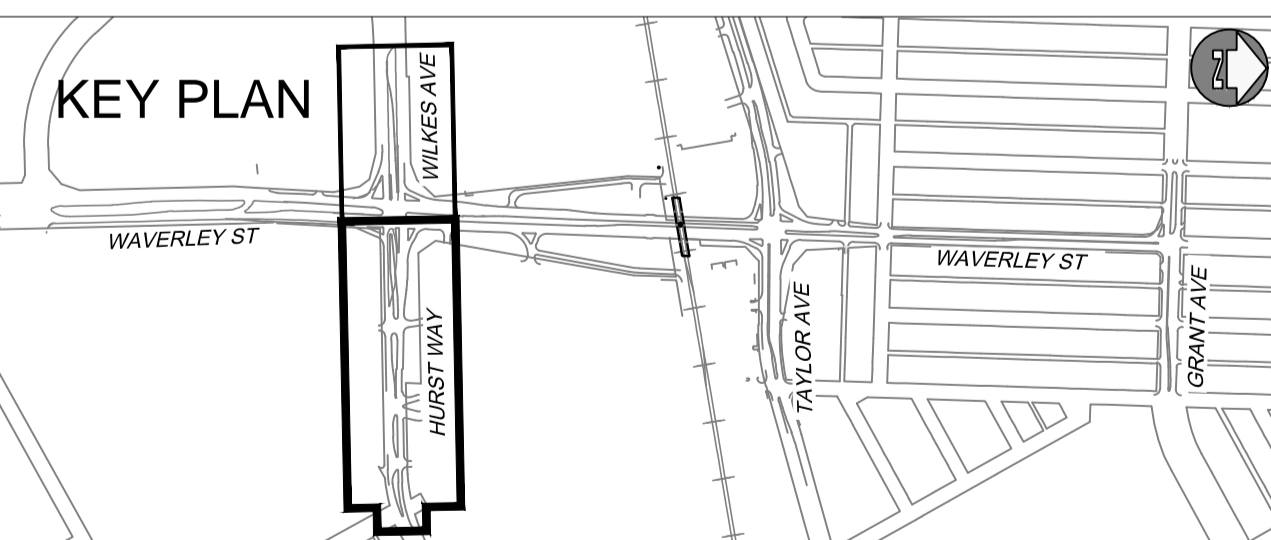 KEY PLAN
WILKES AVE
N
WAVERLEY ST
WAVERLEY ST
HURST WAY
TAYLOR AVE
GRANT AVE